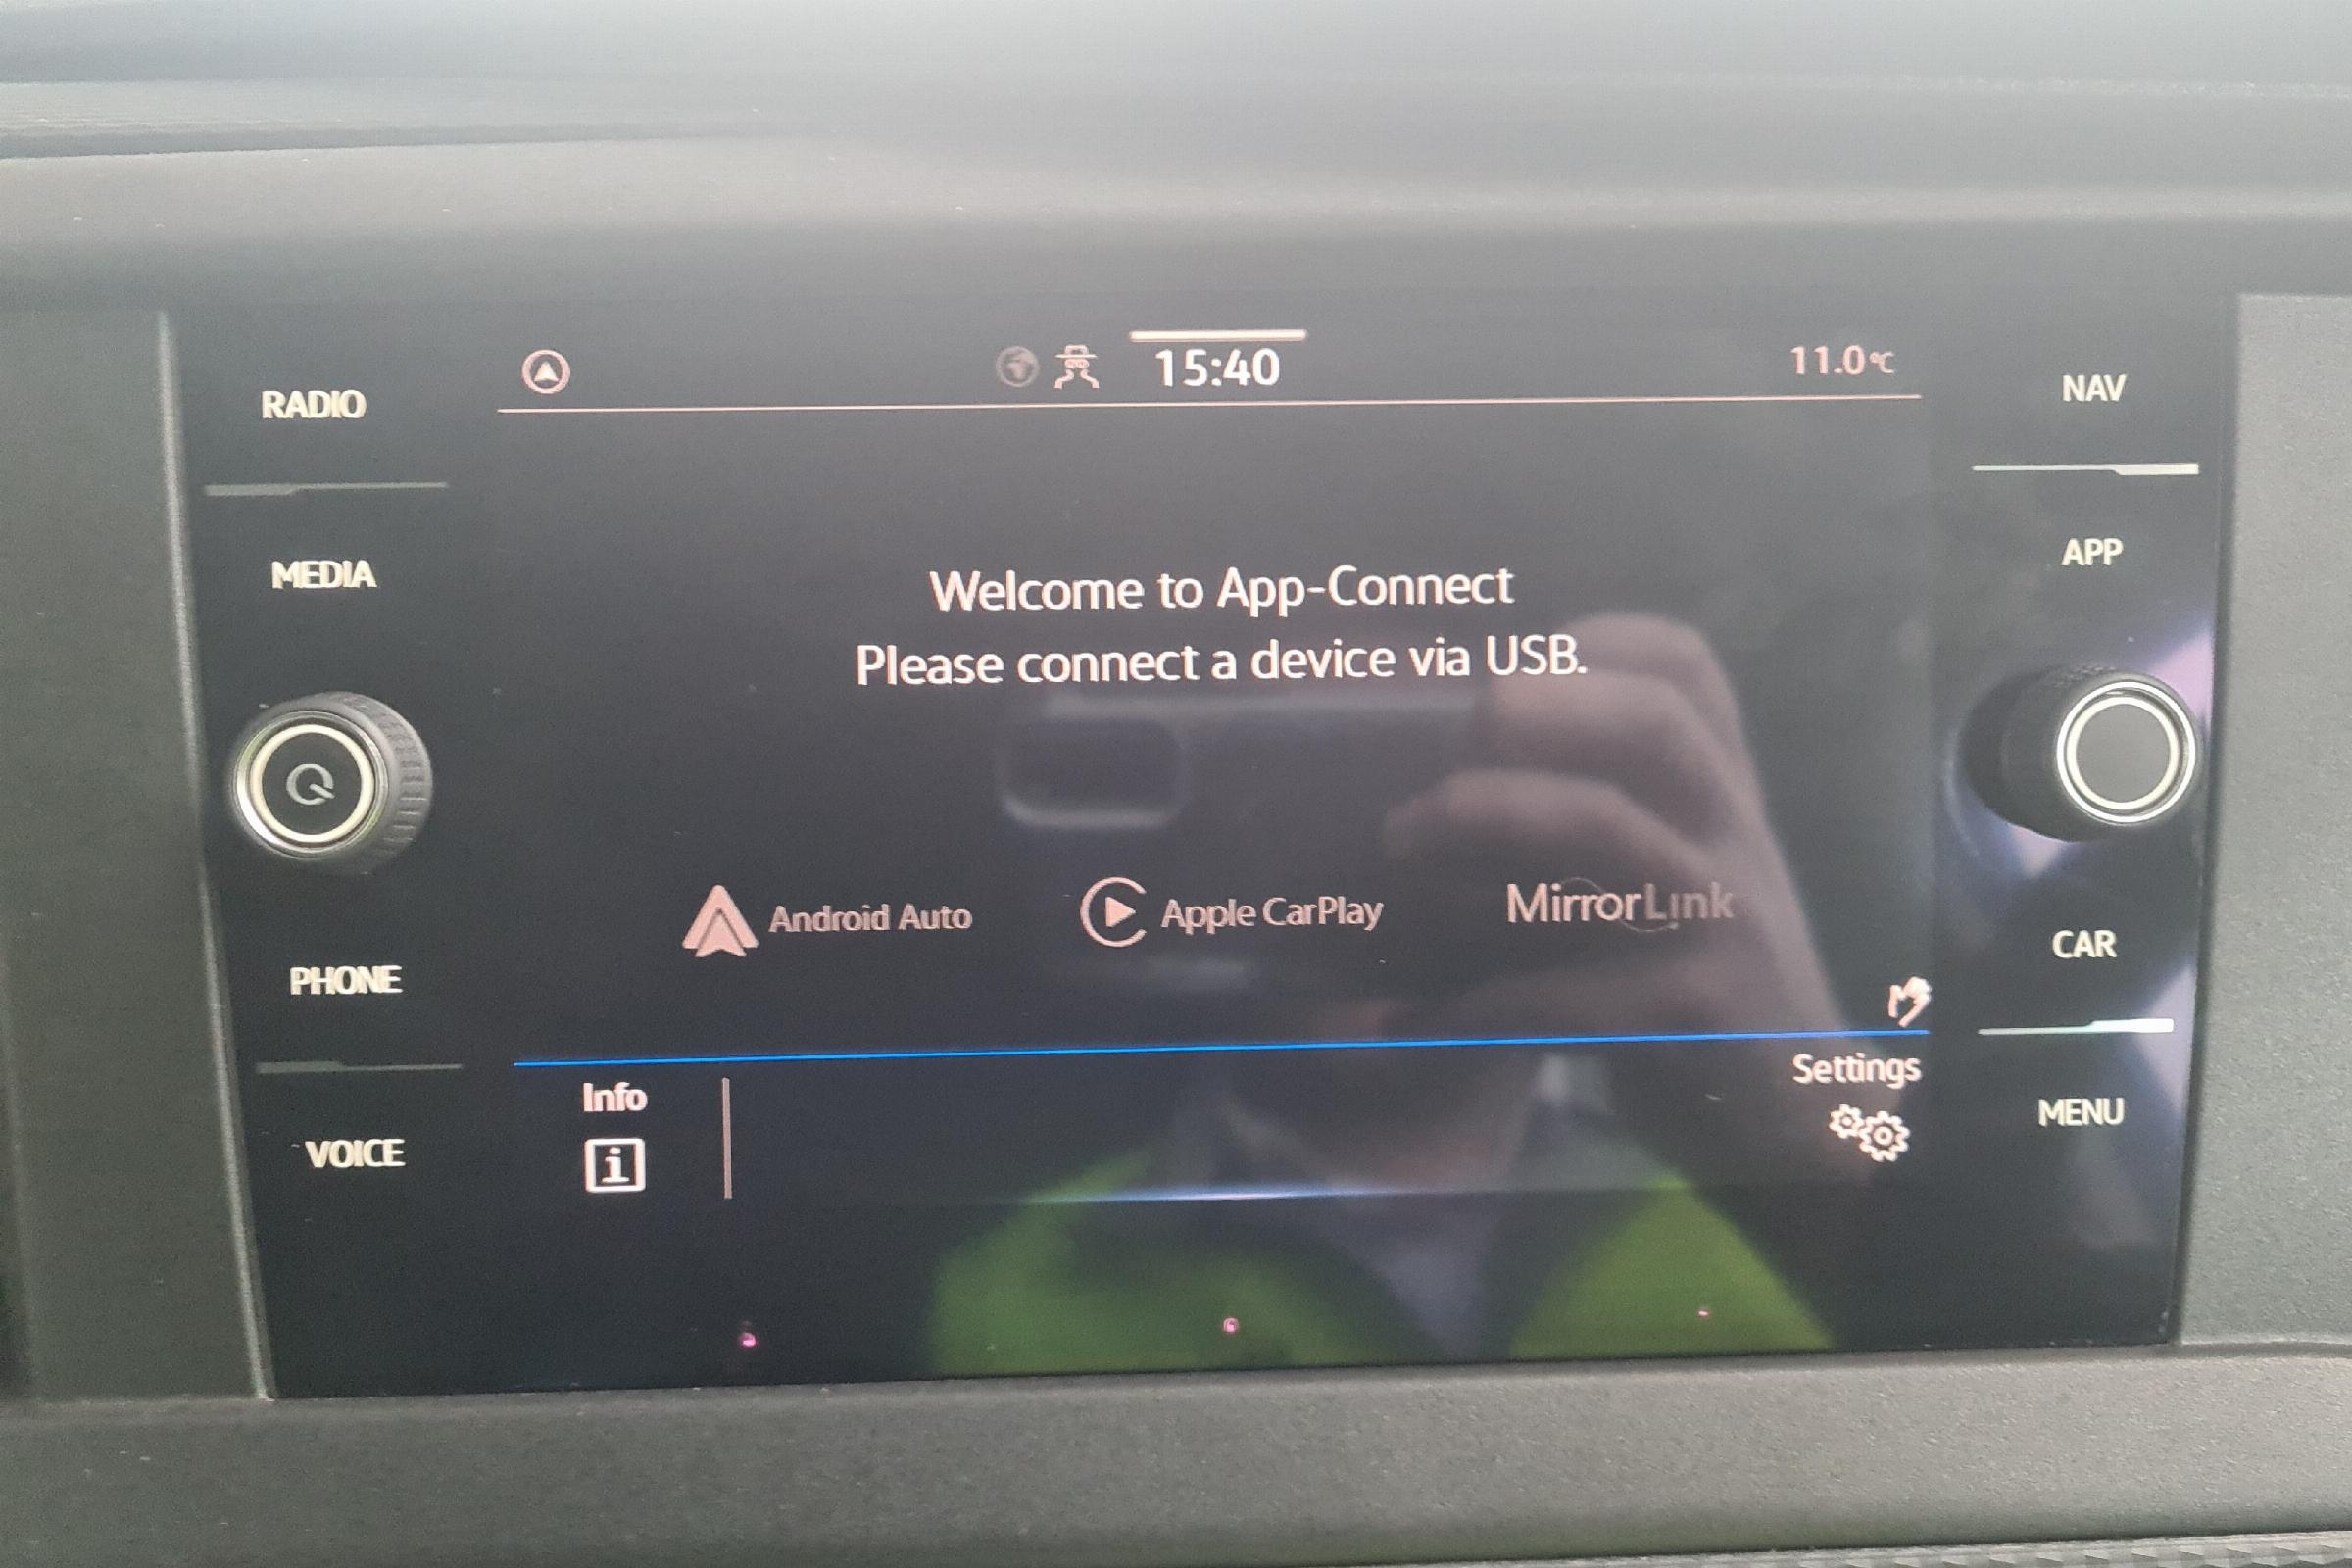 15:40
11.0°C
RADIO
MEDIA
PHONE
VOICE
Welcome to App-Connect
Please connect a device via USB.
Android Auto
Apple CarPlay
MirrorLink
Info
Settings
NAV
APP
CAR
MENU